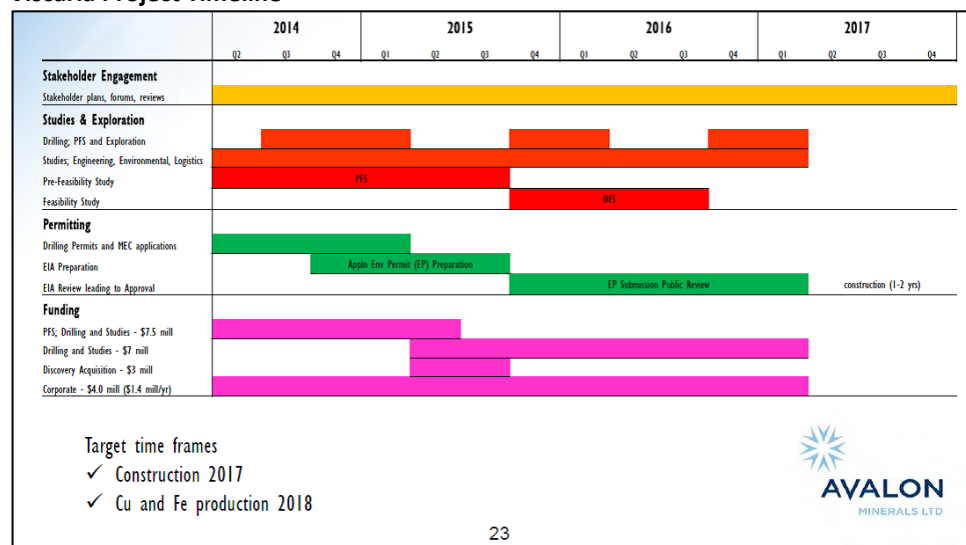 2014 2015 2016 2017
Q2 Q3 Q4 Q1 Q2 Q3 Q4 Q1 Q2 Q3 Q4 Q1 Q2 Q3 Q4
Stakeholder Engagement
Stakeholder plans, forums, reviews
Studies & Exploration
Drilling; PFS and Exploration
Studies; Engineering, Environmental, Logistics
Pre-Feasibility Study PFS
Feasibility Study DFS
Permitting
Drilling Permits and MEC applications
EIA Preparation Appln Env Permit (EP) Preparation
EIA Review leading to Approval EP Submission Public Review construction (1-2 yrs)
Funding
PFS; Drilling and Studies - $7.5 mill
Drilling and Studies - $7 mill
Discovery Acquisition - $3 mill
Corporate - $4.0 mill ($1.4 mill/yr)
Target time frames
✓ Construction 2017
✓ Cu and Fe production 2018
AVALON
MINERALS LTD
23